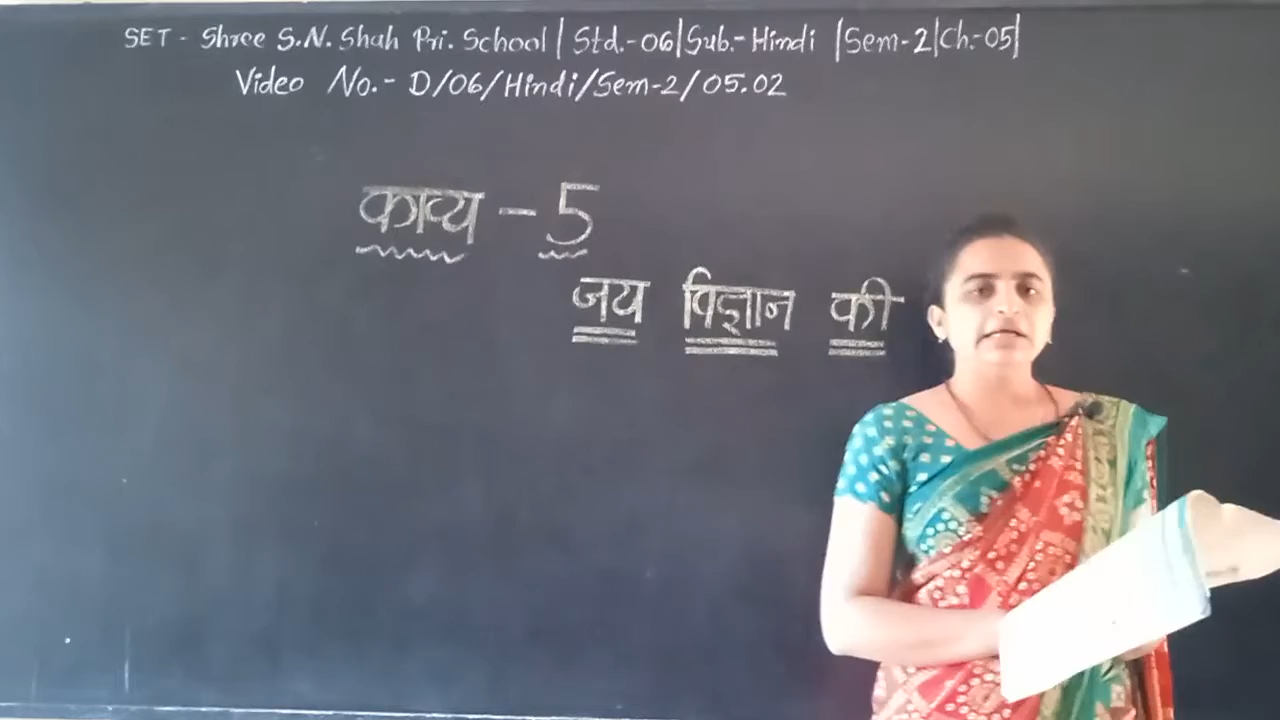 SET - Shree S.N. Shah Pri. School | Std.-06 | Sub.- Hindi | Sem-2 | Ch.-05 |
Video No.- D/06/Hindi/Sem-2/05.02
काव्य - 5
जय विज्ञान की